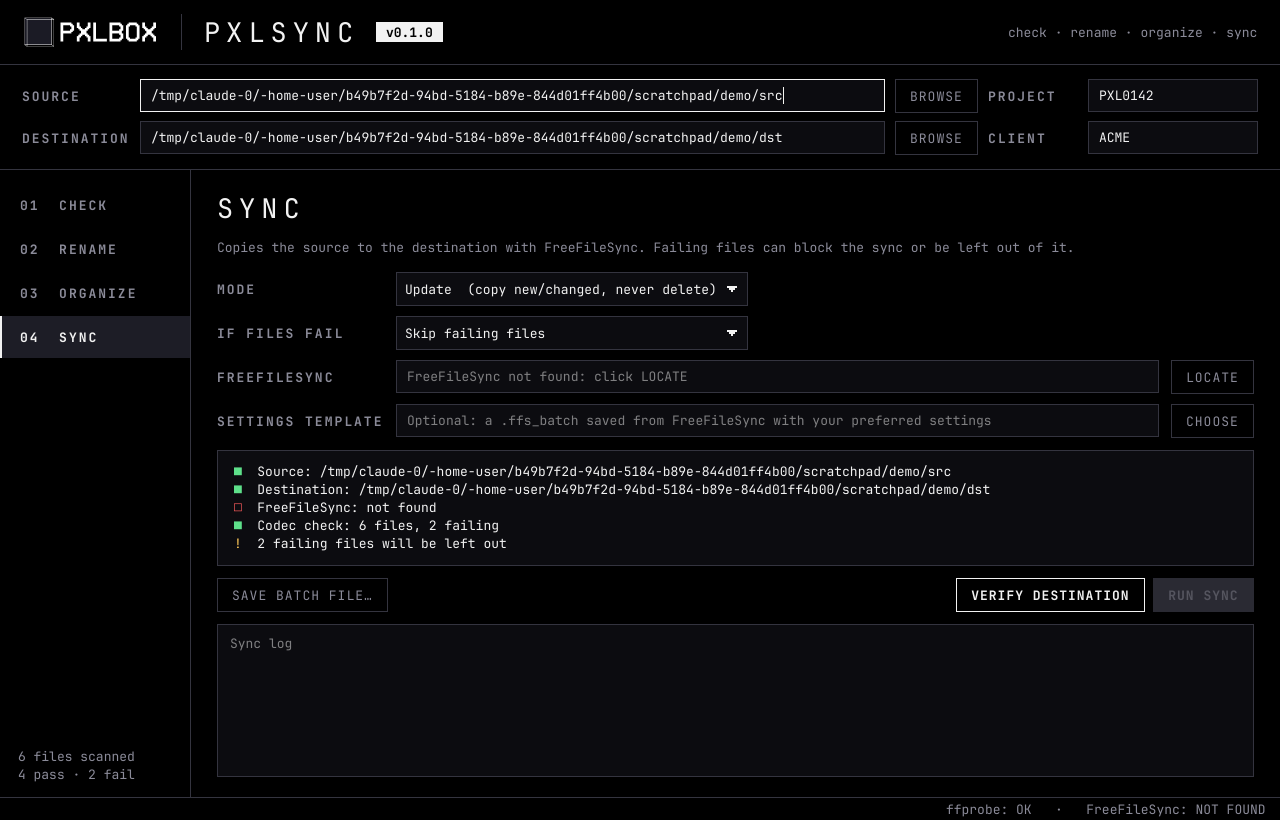 PXLBOX PXLSYNC v0.1.0 check · rename · organize · sync
SOURCE /tmp/claude-0/-home-user/b49b7f2d-94bd-5184-b89e-844d01ff4b00/scratchpad/demo/src BROWSE PROJECT PXL0142
DESTINATION /tmp/claude-0/-home-user/b49b7f2d-94bd-5184-b89e-844d01ff4b00/scratchpad/demo/dst BROWSE CLIENT ACME
01 CHECK
02 RENAME
03 ORGANIZE
04 SYNC
6 files scanned
4 pass · 2 fail
SYNC
Copies the source to the destination with FreeFileSync. Failing files can block the sync or be left out of it.
MODE Update (copy new/changed, never delete)
IF FILES FAIL Skip failing files
FREEFILESYNC FreeFileSync not found: click LOCATE LOCATE
SETTINGS TEMPLATE Optional: a .ffs_batch saved from FreeFileSync with your preferred settings CHOOSE
Source: /tmp/claude-0/-home-user/b49b7f2d-94bd-5184-b89e-844d01ff4b00/scratchpad/demo/src
Destination: /tmp/claude-0/-home-user/b49b7f2d-94bd-5184-b89e-844d01ff4b00/scratchpad/demo/dst
FreeFileSync: not found
Codec check: 6 files, 2 failing
! 2 failing files will be left out
SAVE BATCH FILE… VERIFY DESTINATION RUN SYNC
Sync log
ffprobe: OK · FreeFileSync: NOT FOUND